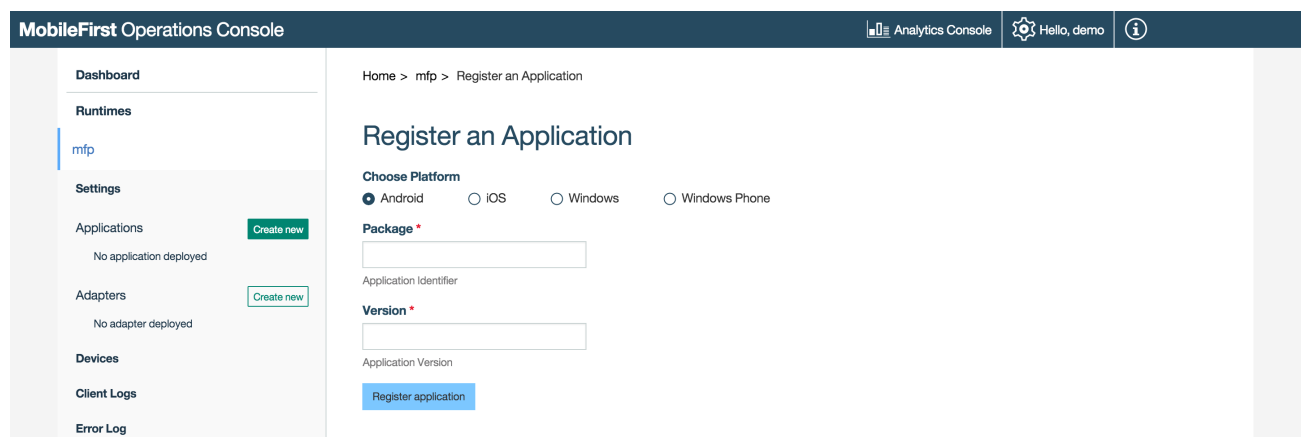 MobileFirst Operations Console
Analytics Console
Hello, demo
Dashboard
Runtimes
mfp
Settings
Applications
Create new
No application deployed
Adapters
Create new
No adapter deployed
Devices
Client Logs
Error Log
Home > mfp > Register an Application
Register an Application
Choose Platform
Android iOS Windows Windows Phone
Package *
Application Identifier
Version *
Application Version
Register application